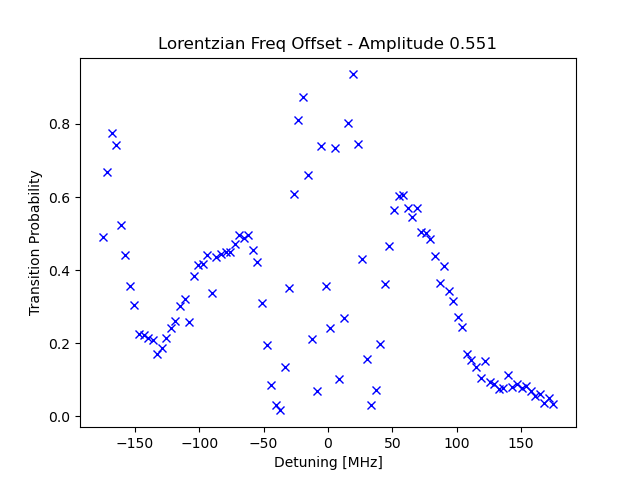 Lorentzian Freq Offset - Amplitude 0.551
Transition Probability
0.8
0.6
0.4
0.2
0.0
−150 −100 −50 0 50 100 150
Detuning [MHz]